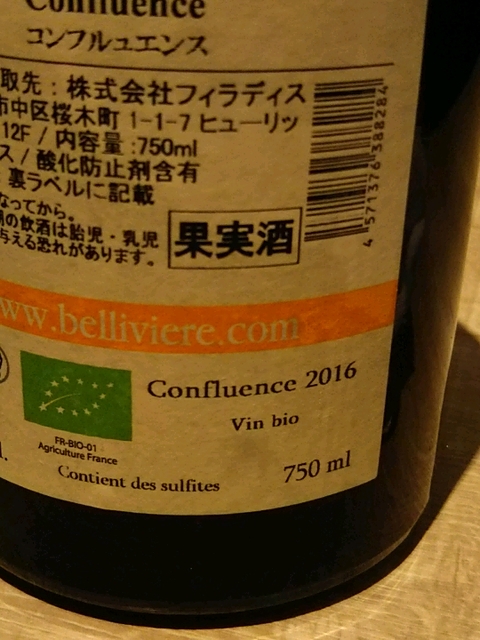 Confluence
コンフルュエンス
取先：株式会社フィラディス
市中区桜木町 1-1-7 ヒューリッ
12F / 内容量 :750ml
ス / 酸化防止剤含有
裏ラベルに記載
なってから。
の飲酒は胎児・乳児
与える恐れがあります。
果実酒
4 571376 388284
www.belliviere.com
Confluence 2016
Vin bio
FR-BIO-01
Agriculture France
Contient des sulfites
750 ml